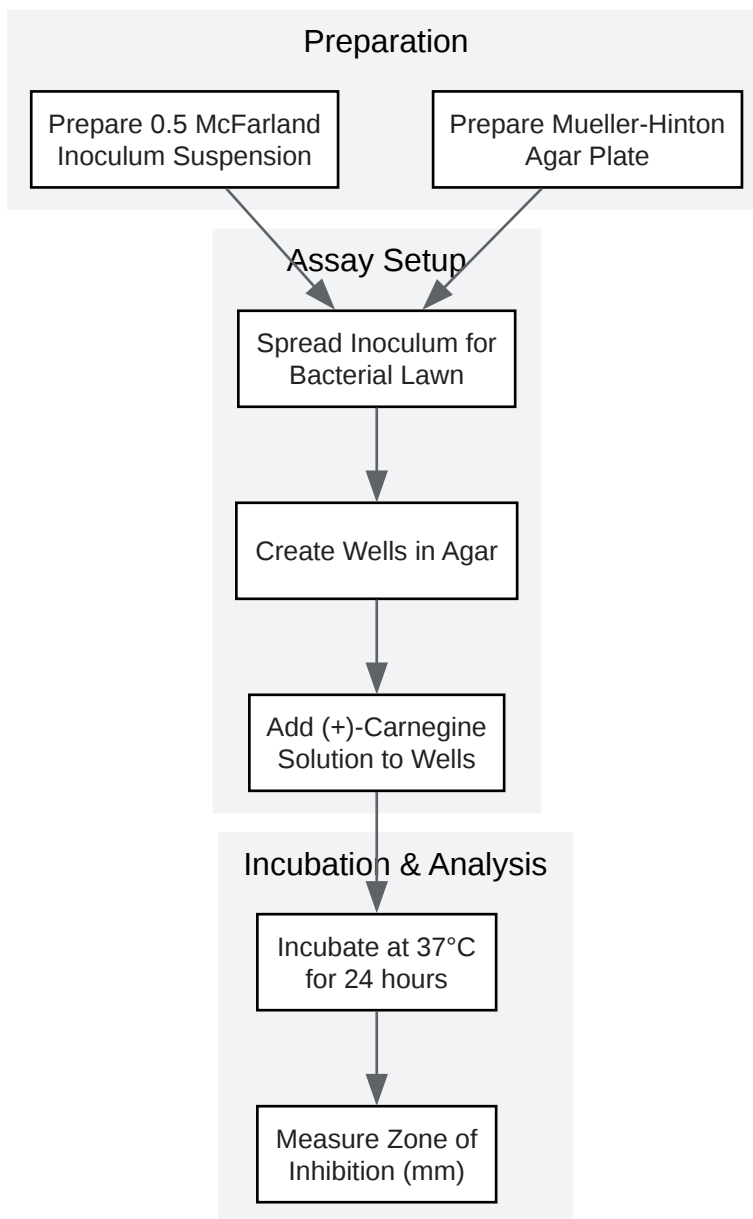 Preparation
Prepare 0.5 McFarland
Inoculum Suspension
Prepare Mueller-Hinton
Agar Plate
Assay Setup
Spread Inoculum for
Bacterial Lawn
Create Wells in Agar
Add (+)-Carnegine
Solution to Wells
Incubation & Analysis
Incubate at 37°C
for 24 hours
Measure Zone of
Inhibition (mm)